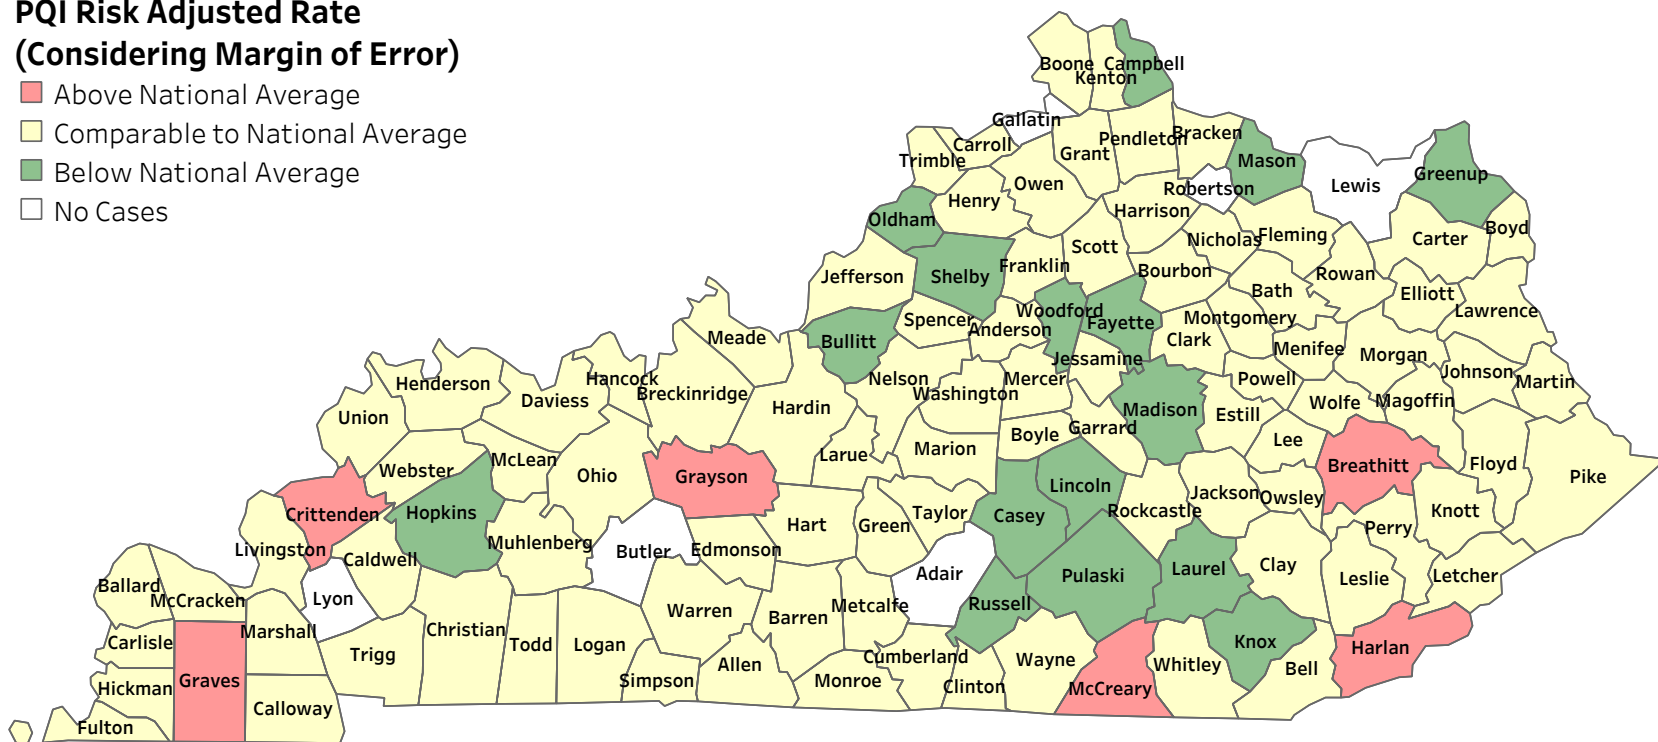 PQI Risk Adjusted Rate
(Considering Margin of Error)
Above National Average
Comparable to National Average
Below National Average
No Cases
Boone
Kenton
Campbell
Gallatin
Carroll
Trimble
Grant
Pendleton
Bracken
Mason
Robertson
Lewis
Greenup
Owen
Henry
Oldham
Harrison
Nicholas
Fleming
Carter
Boyd
Scott
Franklin
Shelby
Jefferson
Bourbon
Rowan
Bath
Elliott
Lawrence
Woodford
Fayette
Spencer
Anderson
Montgomery
Clark
Bullitt
Meade
Jessamine
Menifee
Morgan
Johnson
Martin
Nelson
Washington
Mercer
Powell
Henderson
Hancock
Breckinridge
Daviess
Hardin
Madison
Estill
Wolfe
Magoffin
Union
Boyle
Garrard
Lee
Larue
Marion
Webster
McLean
Ohio
Grayson
Breathitt
Floyd
Pike
Lincoln
Jackson
Owsley
Crittenden
Hopkins
Hart
Green
Taylor
Casey
Rockcastle
Perry
Knott
Livingston
Caldwell
Muhlenberg
Butler
Edmonson
Adair
Pulaski
Laurel
Clay
Leslie
Letcher
Ballard
McCracken
Lyon
Warren
Barren
Metcalfe
Russell
Carlisle
Marshall
Christian
Todd
Logan
Trigg
Knox
Harlan
Hickman
Graves
Simpson
Allen
Monroe
Cumberland
Clinton
Wayne
McCreary
Whitley
Bell
Fulton
Calloway